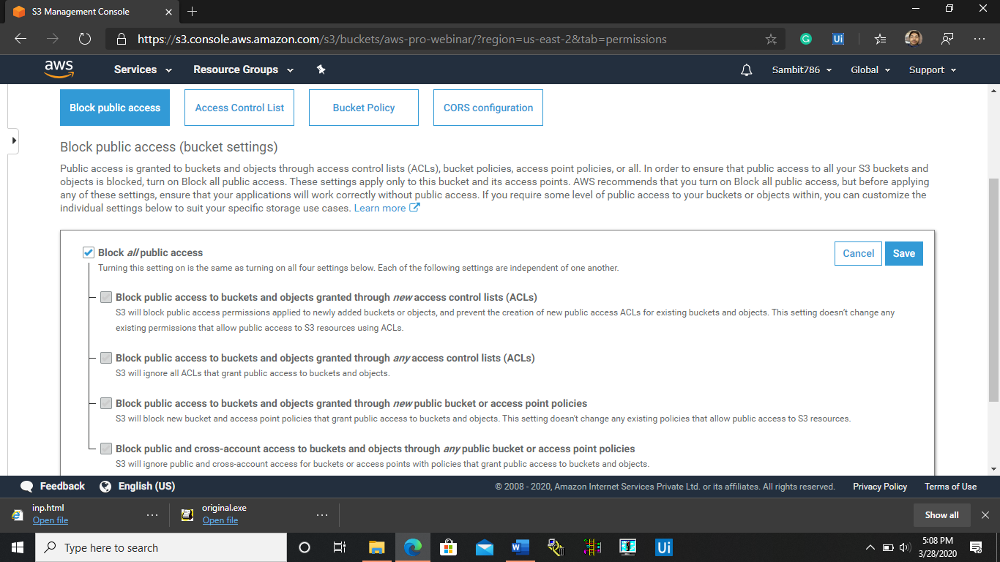 S3 Management Console
https://s3.console.aws.amazon.com/s3/buckets/aws-pro-webinar/?region=us-east-2&tab=permissions
Ui
aws
Services
Resource Groups
Sambit786
Global
Support
Block public access
Access Control List
Bucket Policy
CORS configuration
Block public access (bucket settings)
Public access is granted to buckets and objects through access control lists (ACLs), bucket policies, access point policies, or all. In order to ensure that public access to all your S3 buckets and
objects is blocked, turn on Block all public access. These settings apply only to this bucket and its access points. AWS recommends that you turn on Block all public access, but before applying
any of these settings, ensure that your applications will work correctly without public access. If you require some level of public access to your buckets or objects within, you can customize the
individual settings below to suit your specific storage use cases. Learn more
Block all public access
Cancel
Save
Turning this setting on is the same as turning on all four settings below. Each of the following settings are independent of one another.
Block public access to buckets and objects granted through new access control lists (ACLs)
S3 will block public access permissions applied to newly added buckets or objects, and prevent the creation of new public access ACLs for existing buckets and objects. This setting doesn't change any
existing permissions that allow public access to S3 resources using ACLs.
Block public access to buckets and objects granted through any access control lists (ACLs)
S3 will ignore all ACLs that grant public access to buckets and objects.
Block public access to buckets and objects granted through new public bucket or access point policies
S3 will block new bucket and access point policies that grant public access to buckets and objects. This setting doesn't change any existing policies that allow public access to S3 resources.
Block public and cross-account access to buckets and objects through any public bucket or access point policies
S3 will ignore public and cross-account access for buckets or access points with policies that grant public access to buckets and objects.
Feedback
English (US)
© 2008 - 2020, Amazon Internet Services Private Ltd. or its affiliates. All rights reserved.
Privacy Policy
Terms of Use
inp.html
Open file
original.exe
Open file
Show all
Type here to search
Ui
5:08 PM
3/28/2020